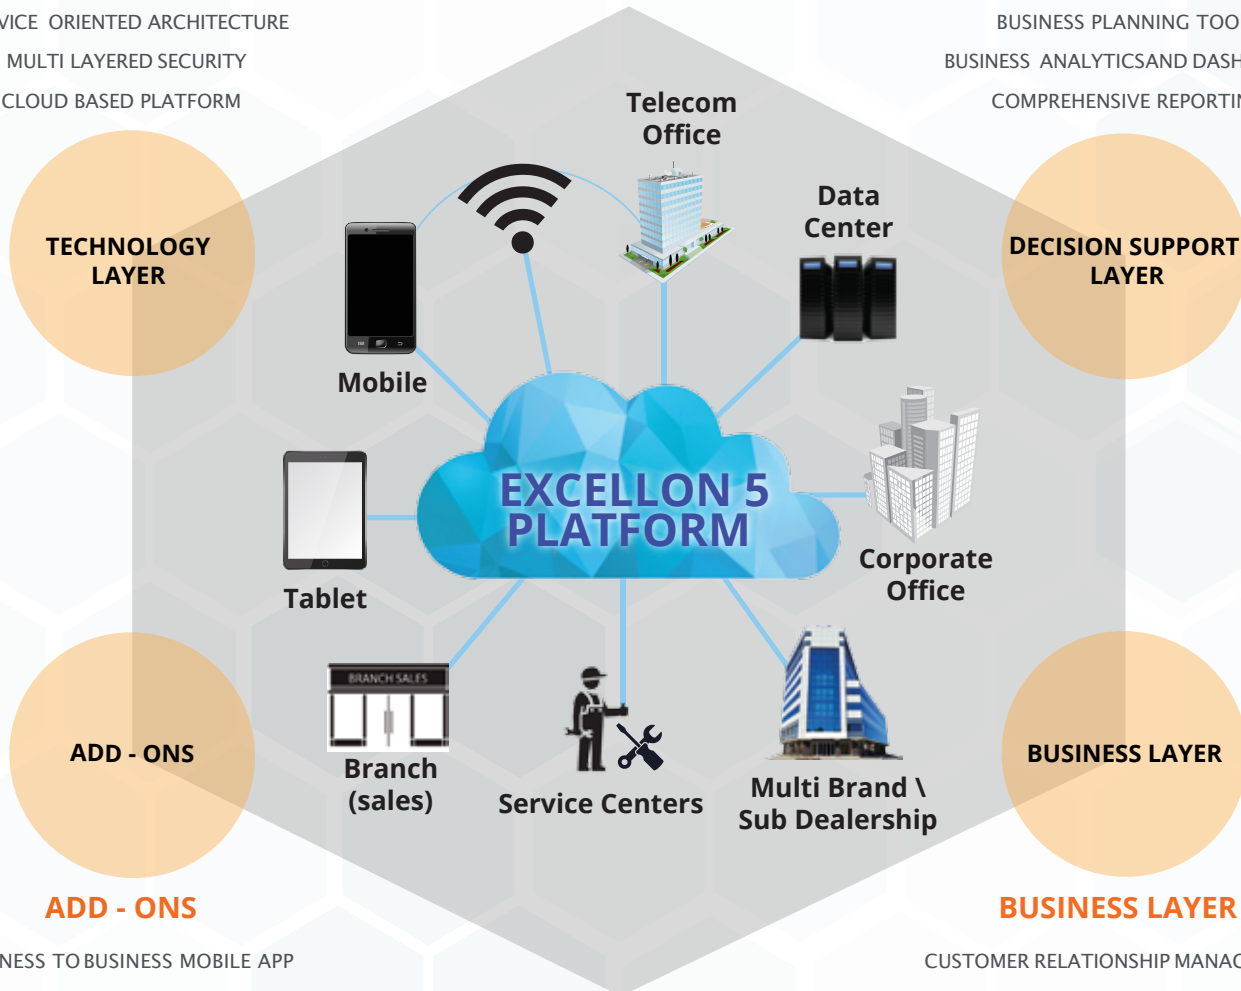 VICE ORIENTED ARCHITECTURE
MULTI LAYERED SECURITY
CLOUD BASED PLATFORM
BUSINESS PLANNING TOO
BUSINESS ANALYTICSAND DASH
COMPREHENSIVE REPORTIN
TECHNOLOGY
LAYER
Telecom
Office
Data
Center
DECISION SUPPORT
LAYER
Mobile
EXCELLON 5
PLATFORM
Tablet
Corporate
Office
BRANCH SALES
Branch
(sales)
Service Centers
Multi Brand \
Sub Dealership
ADD - ONS
BUSINESS LAYER
ADD - ONS
NESS TO BUSINESS MOBILE APP
BUSINESS LAYER
CUSTOMER RELATIONSHIP MANAC